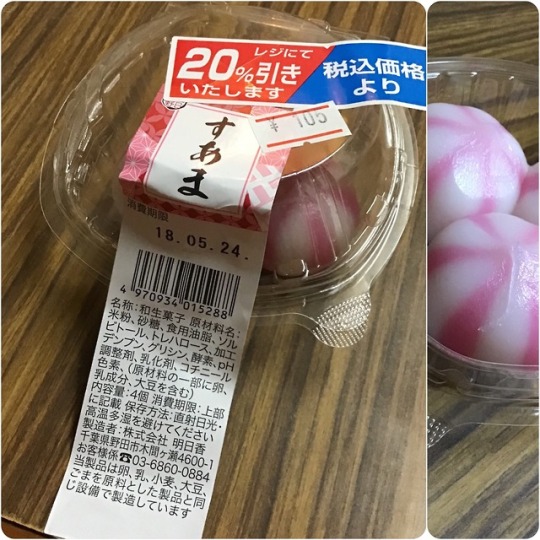 レジにて
20%引き
いたします
税込価格
より
¥ 105
すあま
消費期限
18.05.24.
4 970934 015288
名称:和生菓子 原材料名:
米粉、砂糖、食用油脂、ソル
ビトール、トレハロース、加工
デンプン、グリシン、酵素、pH
調整剤、乳化剤、コチニール
色素、(原材料の一部に卵、
乳成分、大豆を含む)
内容量:4個 消費期限:上部
に記載 保存方法:直射日光・
高温多湿を避けてください
製造者:株式会社 明日香
千葉県野田市木間ヶ瀬4600-1
お客様係☎03-6860-0884
当製品は卵、乳、小麦、大豆、
ごまを原料とした製品と同
じ設備で製造しています